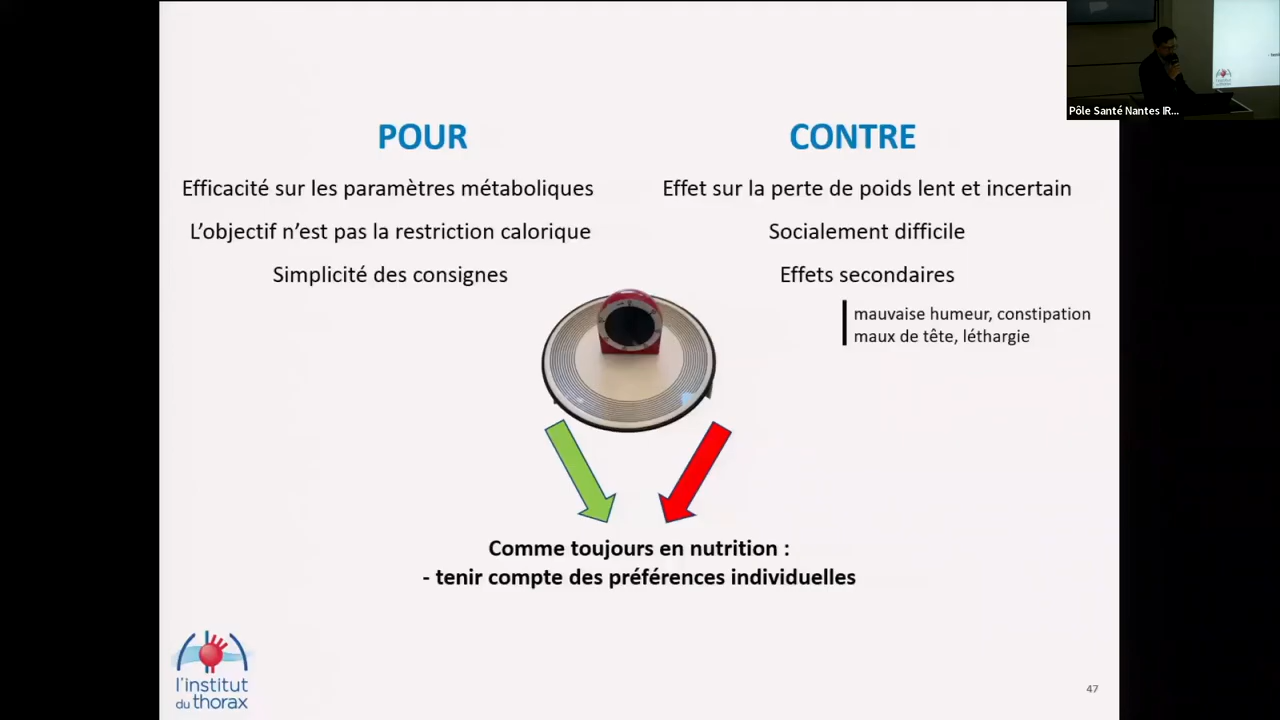 Pôle Santé Nantes IR...
POUR
CONTRE
Efficacité sur les paramètres métaboliques
Effet sur la perte de poids lent et incertain
L’objectif n’est pas la restriction calorique
Socialement difficile
Simplicité des consignes
Effets secondaires
mauvaise humeur, constipation
maux de tête, léthargie
Comme toujours en nutrition :
- tenir compte des préférences individuelles
l'institut
du thorax
47